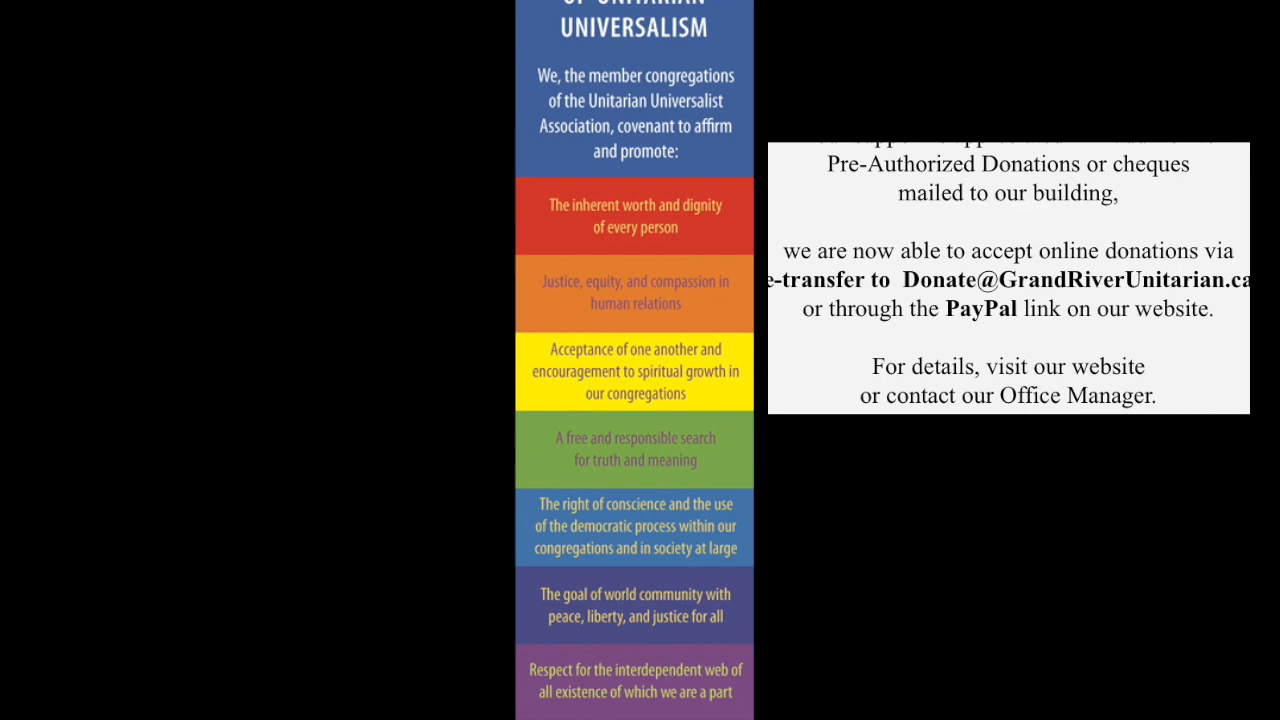 OF UNITARIAN
UNIVERSALISM
We, the member congregations
of the Unitarian Universalist
Association, covenant to affirm
and promote:
The inherent worth and dignity
of every person
Justice, equity, and compassion in
human relations
Acceptance of one another and
encouragement to spiritual growth in
our congregations
A free and responsible search
for truth and meaning
The right of conscience and the use
of the democratic process within our
congregations and in society at large
The goal of world community with
peace, liberty, and justice for all
Respect for the interdependent web of
all existence of which we are a part
Pre-Authorized Donations or cheques
mailed to our building,
we are now able to accept online donations via
e-transfer to Donate@GrandRiverUnitarian.ca
or through the PayPal link on our website.
For details, visit our website
or contact our Office Manager.